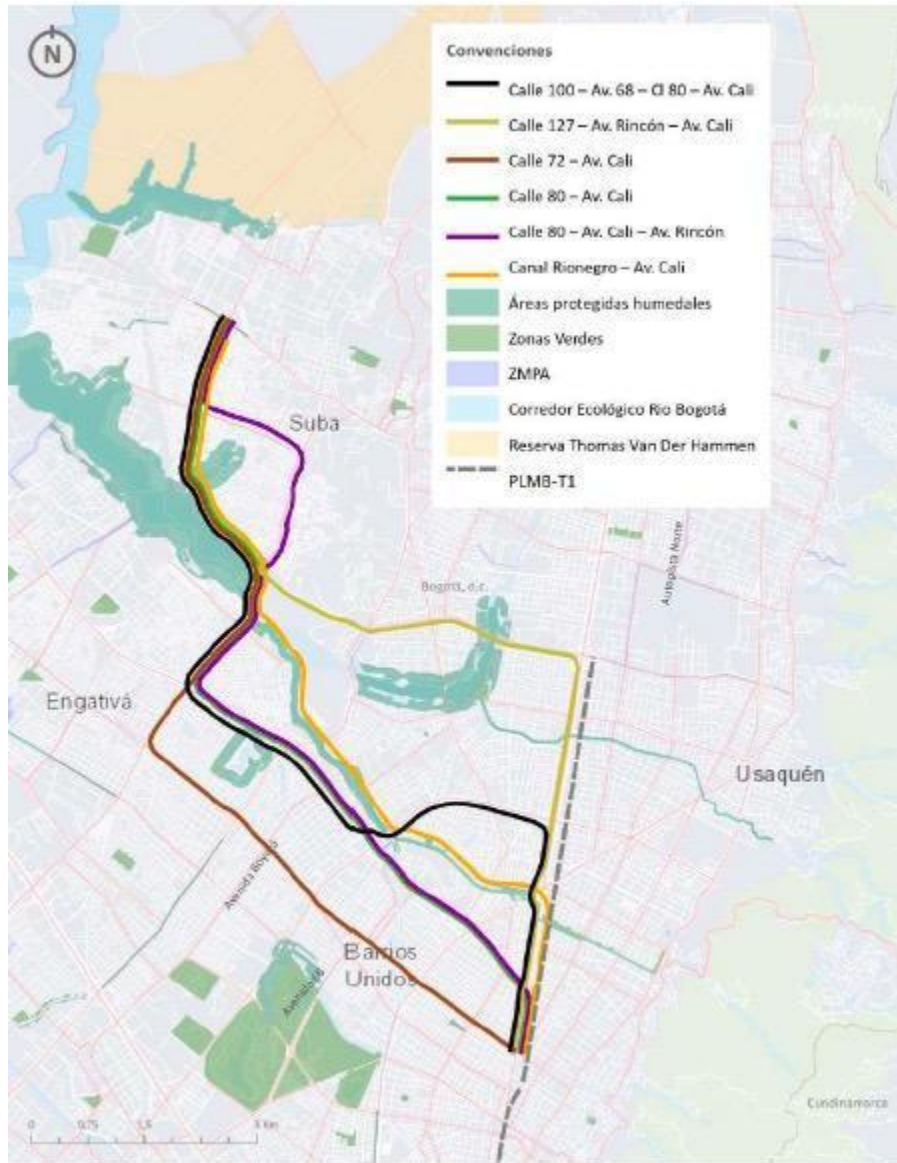 N
Convenciones
Calle 100 – Av. 68 – Cl 80 – Av. Cali
Calle 127 – Av. Rincón – Av. Cali
Calle 72 – Av. Cali
Calle 80 – Av. Cali
Calle 80 – Av. Cali – Av. Rincón
Canal Rionegro – Av. Cali
Áreas protegidas humedales
Zonas Verdes
ZMPA
Corredor Ecológico Rio Bogotá
Reserva Thomas Van Der Hammen
PLMB-T1
Suba
Autopista Norte
Bogotá, d.c.
Engativá
Usaquén
Avenida Boyacá
Barrios
Unidos
Avenida 68
Cundinamarca
0 0.75 1.5 3 km